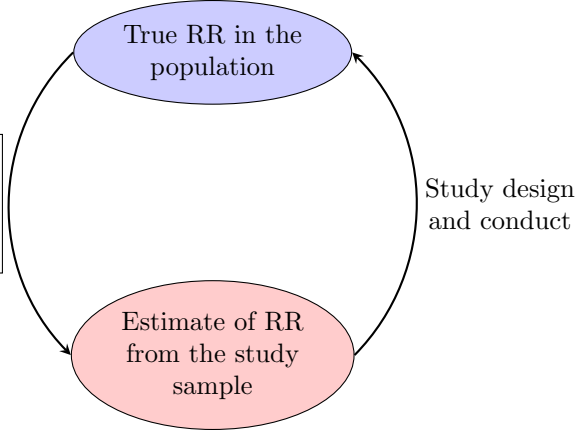 True RR in the
population
Study design
and conduct
Estimate of RR
from the study
sample